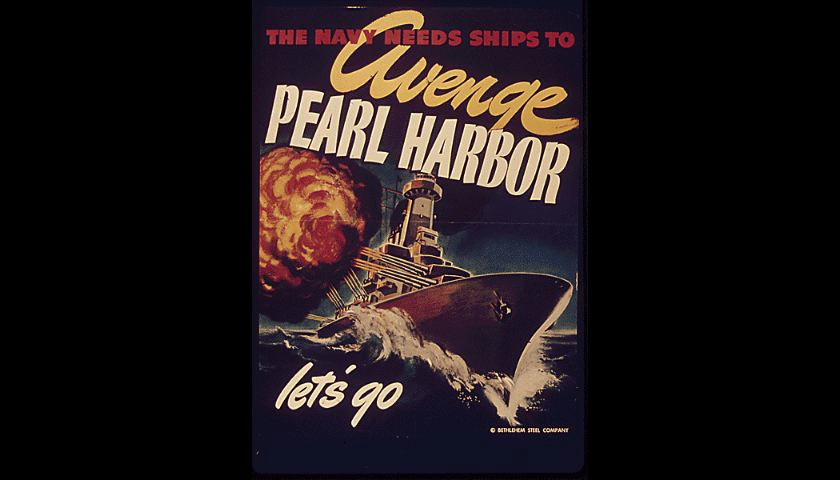 THE NAVY NEEDS SHIPS TO
Avenge
PEARL HARBOR
let's go
© BETHLEHEM STEEL COMPANY